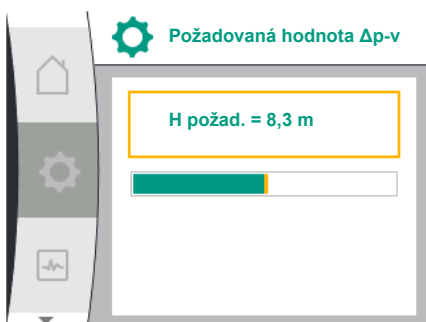 Požadovaná hodnota Δp-v
H požad. = 8,3 m